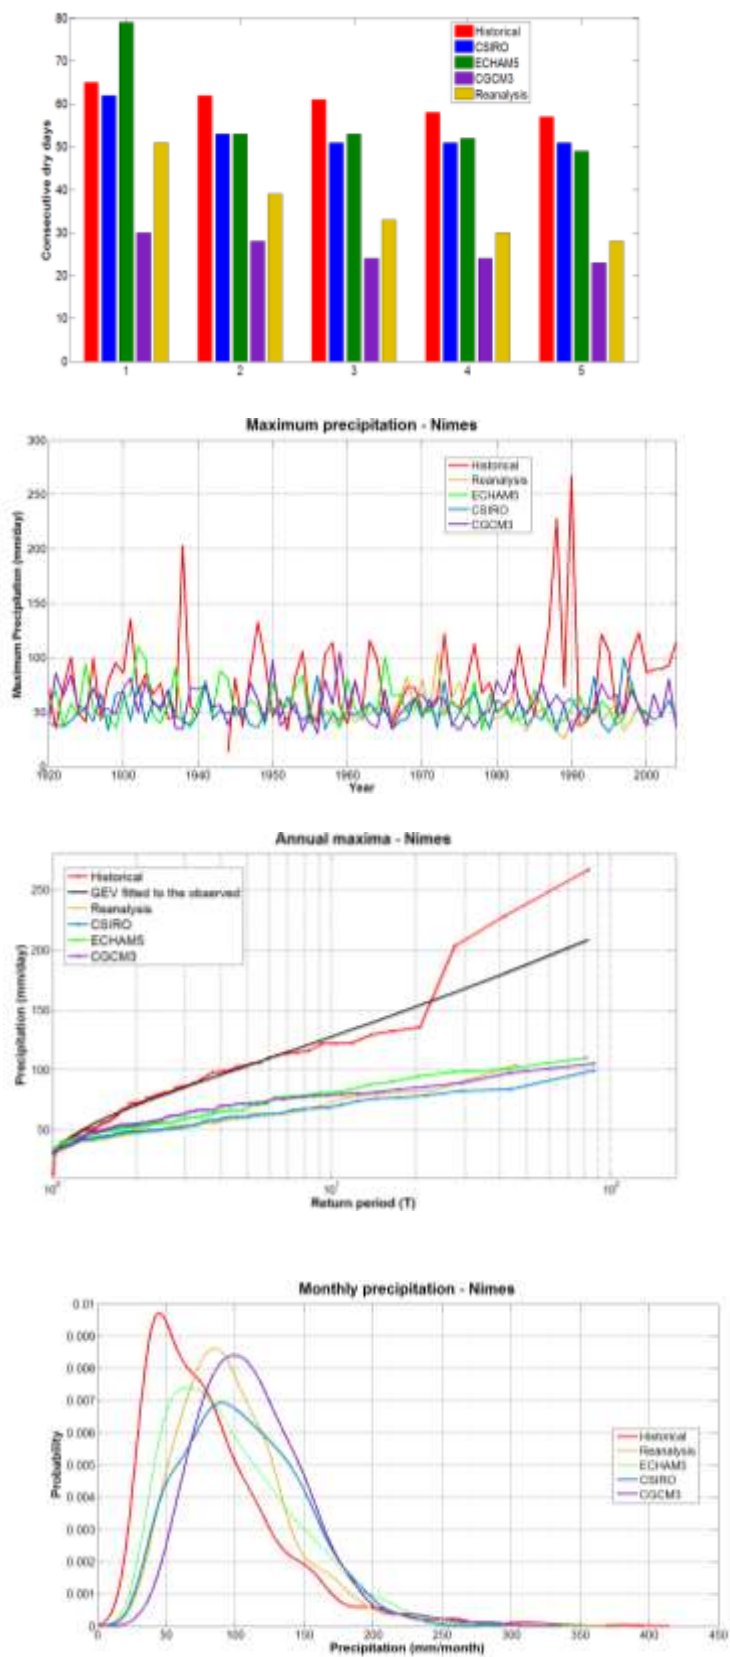 80
70
60
50
40
30
20
10
0
Consecutive dry days
Historical
CSIRO
ECHAM5
CGCM3
Reanalysis
1 2 3 4 5
Maximum precipitation - Nimes
300
250
200
150
100
50
0
Maximum Precipitation (mm/day)
Historical
Reanalysis
ECHAM5
CSIRO
CGCM3
1920 1930 1940 1950 1960 1970 1980 1990 2000
Year
Annual maxima - Nimes
250
200
150
100
50
Precipitation (mm/day)
Historical
GEV fitted to the observed
Reanalysis
CSIRO
ECHAM5
CGCM3
10⁰ 10¹ 10²
Return period (T)
Monthly precipitation - Nimes
0.01
0.009
0.008
0.007
0.006
0.005
0.004
0.003
0.002
0.001
0
Probability
Historical
Reanalysis
ECHAM5
CSIRO
CGCM3
0 50 100 150 200 250 300 350 400 450
Precipitation (mm/month)